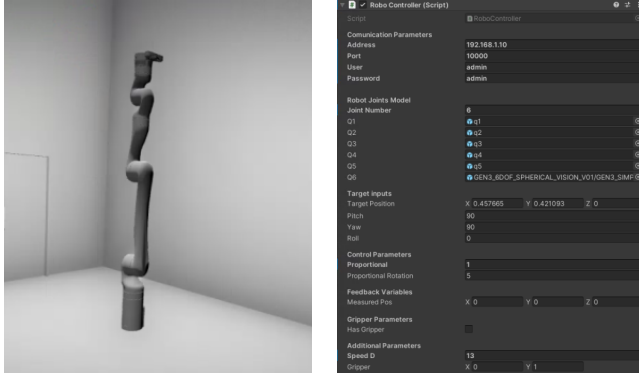 Robo Controller (Script)
Script RoboController
Comunication Parameters
Address 192.168.1.10
Port 10000
User admin
Password admin
Robot Joints Model
Joint Number 6
Q1 q1
Q2 q2
Q3 q3
Q4 q4
Q5 q5
Q6 GEN3_6DOF_SPHERICAL_VISION_V01/GEN3_SIMF
Target inputs
Target Position X 0.457665 Y 0.421093 Z 0
Pitch 90
Yaw 90
Roll 0
Control Parameters
Proportional 1
Proportional Rotation 5
Feedback Variables
Measured Pos X 0 Y 0 Z 0
Gripper Parameters
Has Gripper
Additional Parameters
Speed D 13
Gripper X 0 Y 1